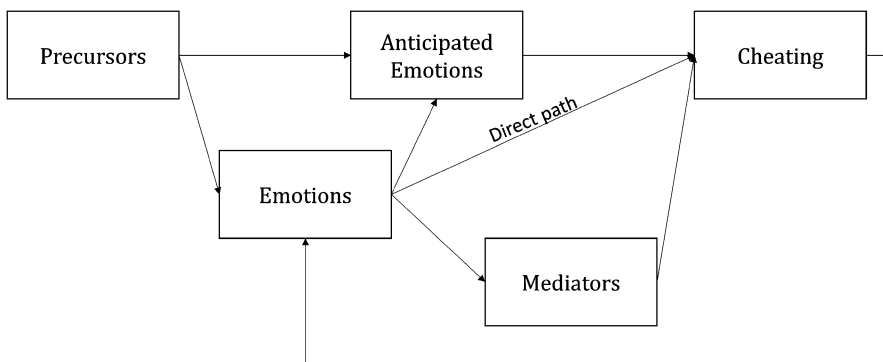 Precursors
Anticipated
Emotions
Cheating
Direct path
Emotions
Mediators